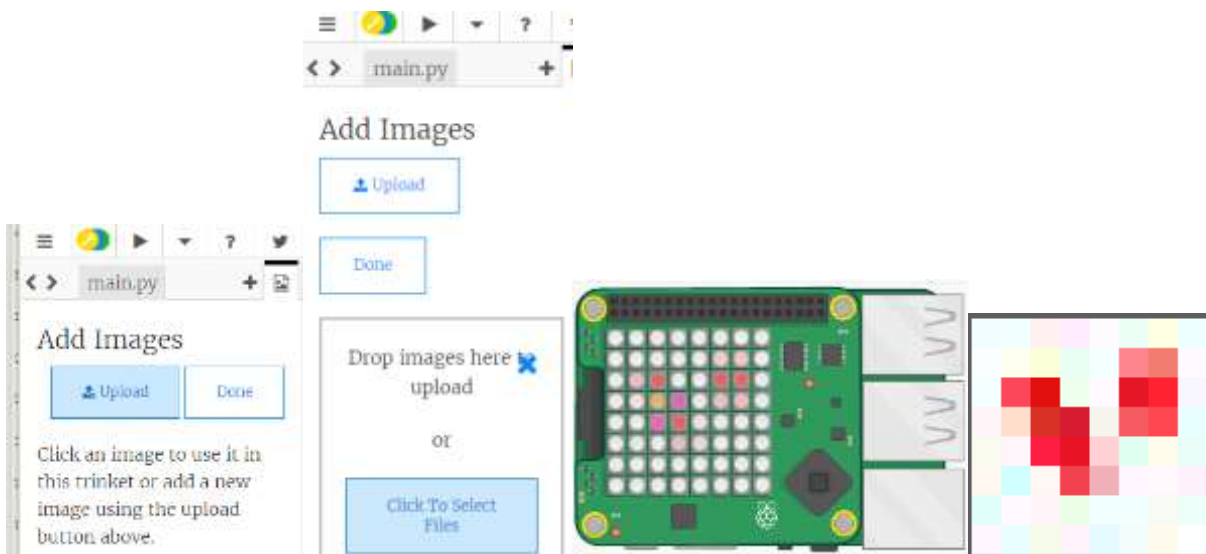 ?
main.py
Add Images
Upload
Done
Drop images here to
upload
or
Click To Select
Files
?
main.py
Add Images
Upload
Done
Click an image to use it in
this trinket or add a new
image using the upload
button above.